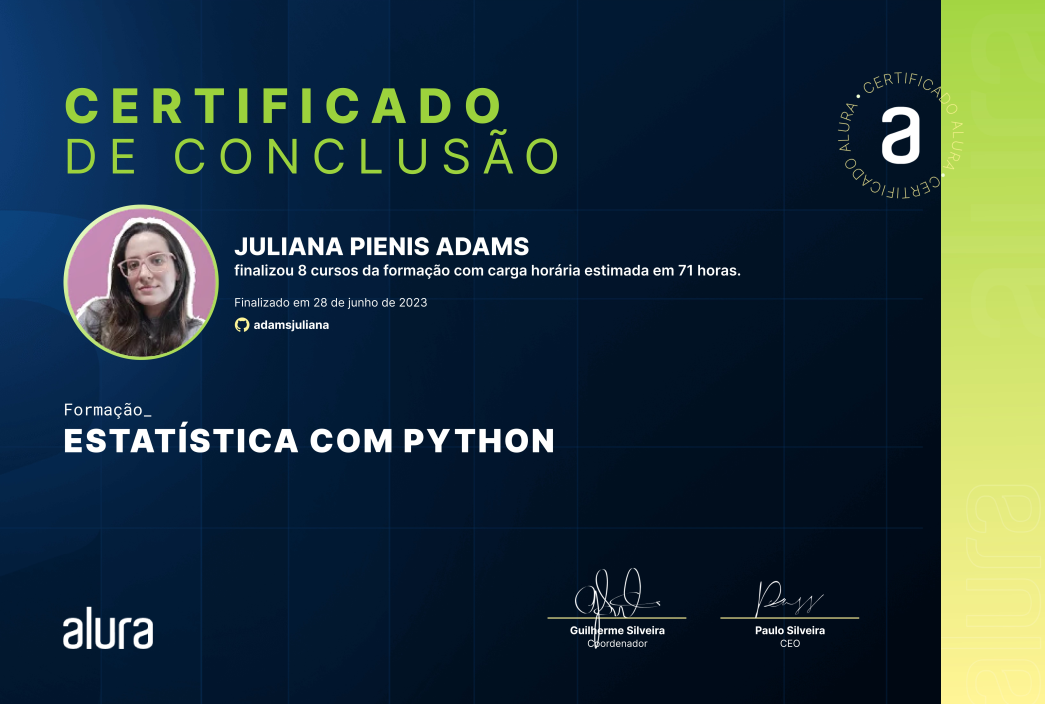 CERTIFICADO
DE CONCLUSÃO
• CERTIFICADO ALURA • CERTIFICADO ALURA
a
JULIANA PIENIS ADAMS
finalizou 8 cursos da formação com carga horária estimada em 71 horas.
Finalizado em 28 de junho de 2023
adamsjuliana
Formação_
ESTATÍSTICA COM PYTHON
alura
Guilherme Silveira
Coordenador
Paulo Silveira
CEO